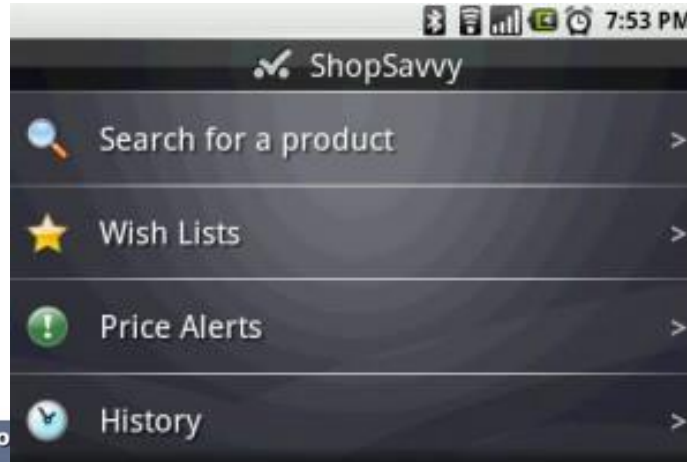 7:53 PM
ShopSavvy
Search for a product >
Wish Lists >
Price Alerts >
History >